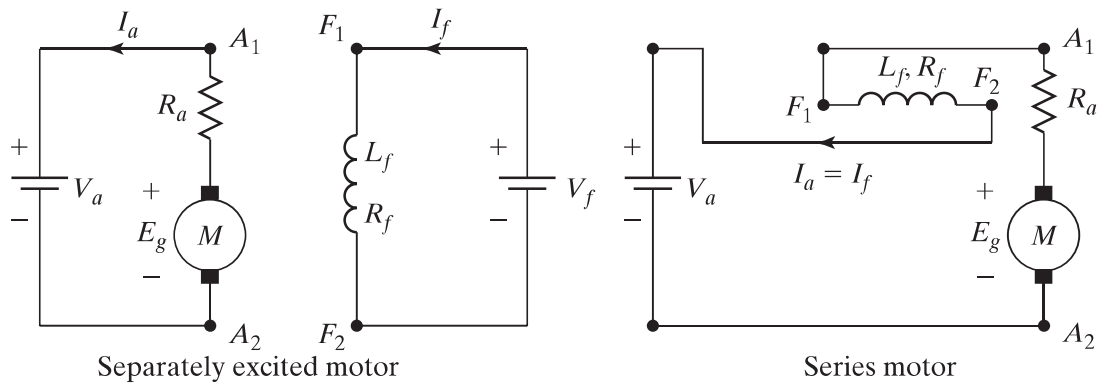 I_a A_1 F_1 I_f A_1
L_f, R_f F_2
R_a F_1 R_a
+ L_f + +
V_a + V_f I_a = I_f V_a +
− R_f − −
E_g M E_g M
− −
A_2 F_2 A_2
Separately excited motor Series motor